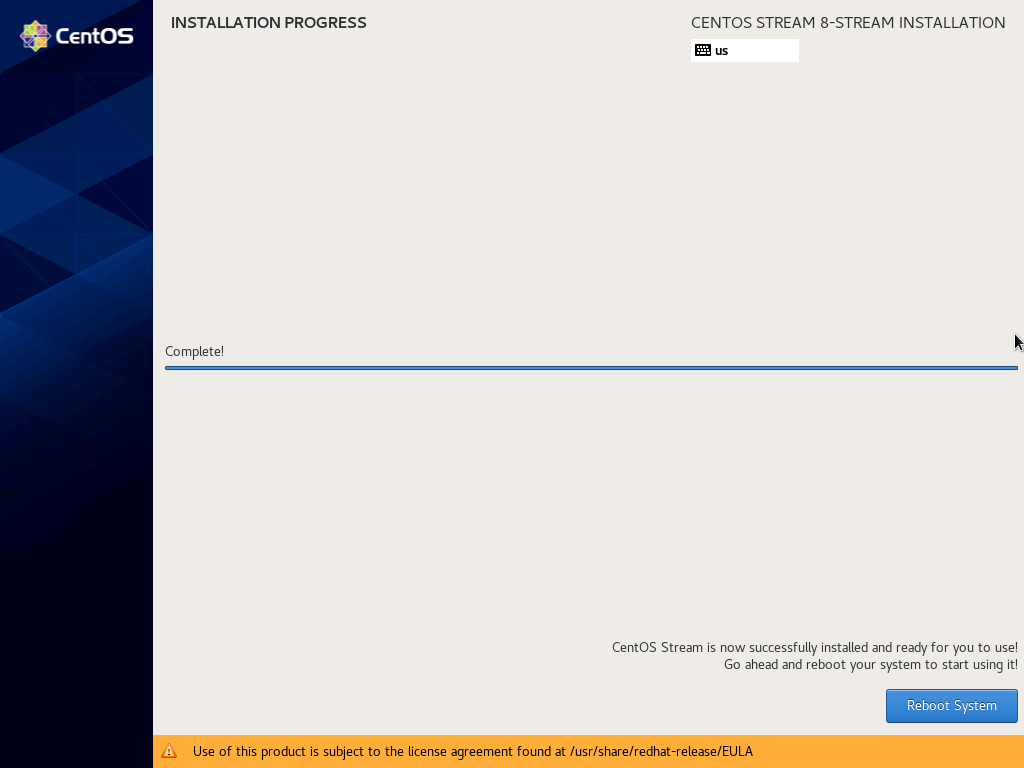 CentOS
INSTALLATION PROGRESS
CENTOS STREAM 8-STREAM INSTALLATION
us
Complete!
CentOS Stream is now successfully installed and ready for you to use!
Go ahead and reboot your system to start using it!
Reboot System
Use of this product is subject to the license agreement found at /usr/share/redhat-release/EULA